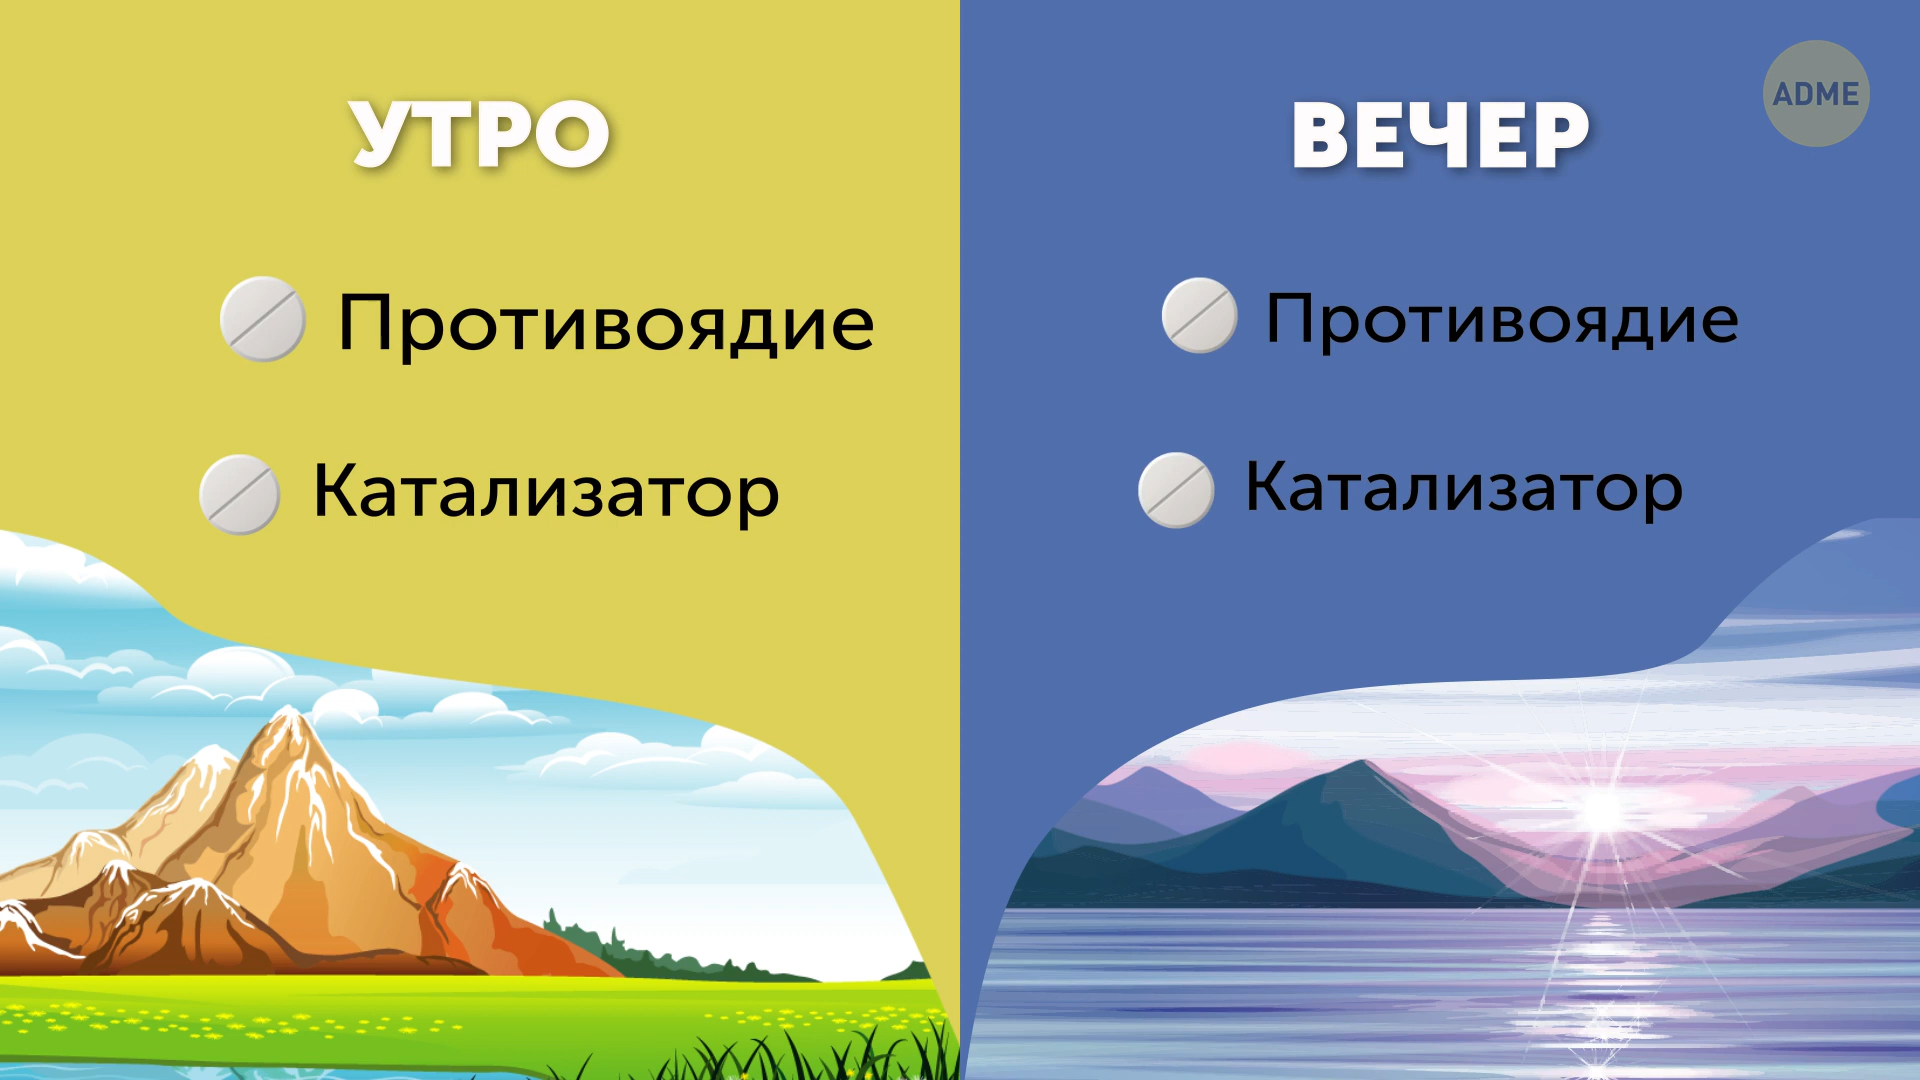 УТРО
Противоядие
Катализатор
ВЕЧЕР
Противоядие
Катализатор
ADME